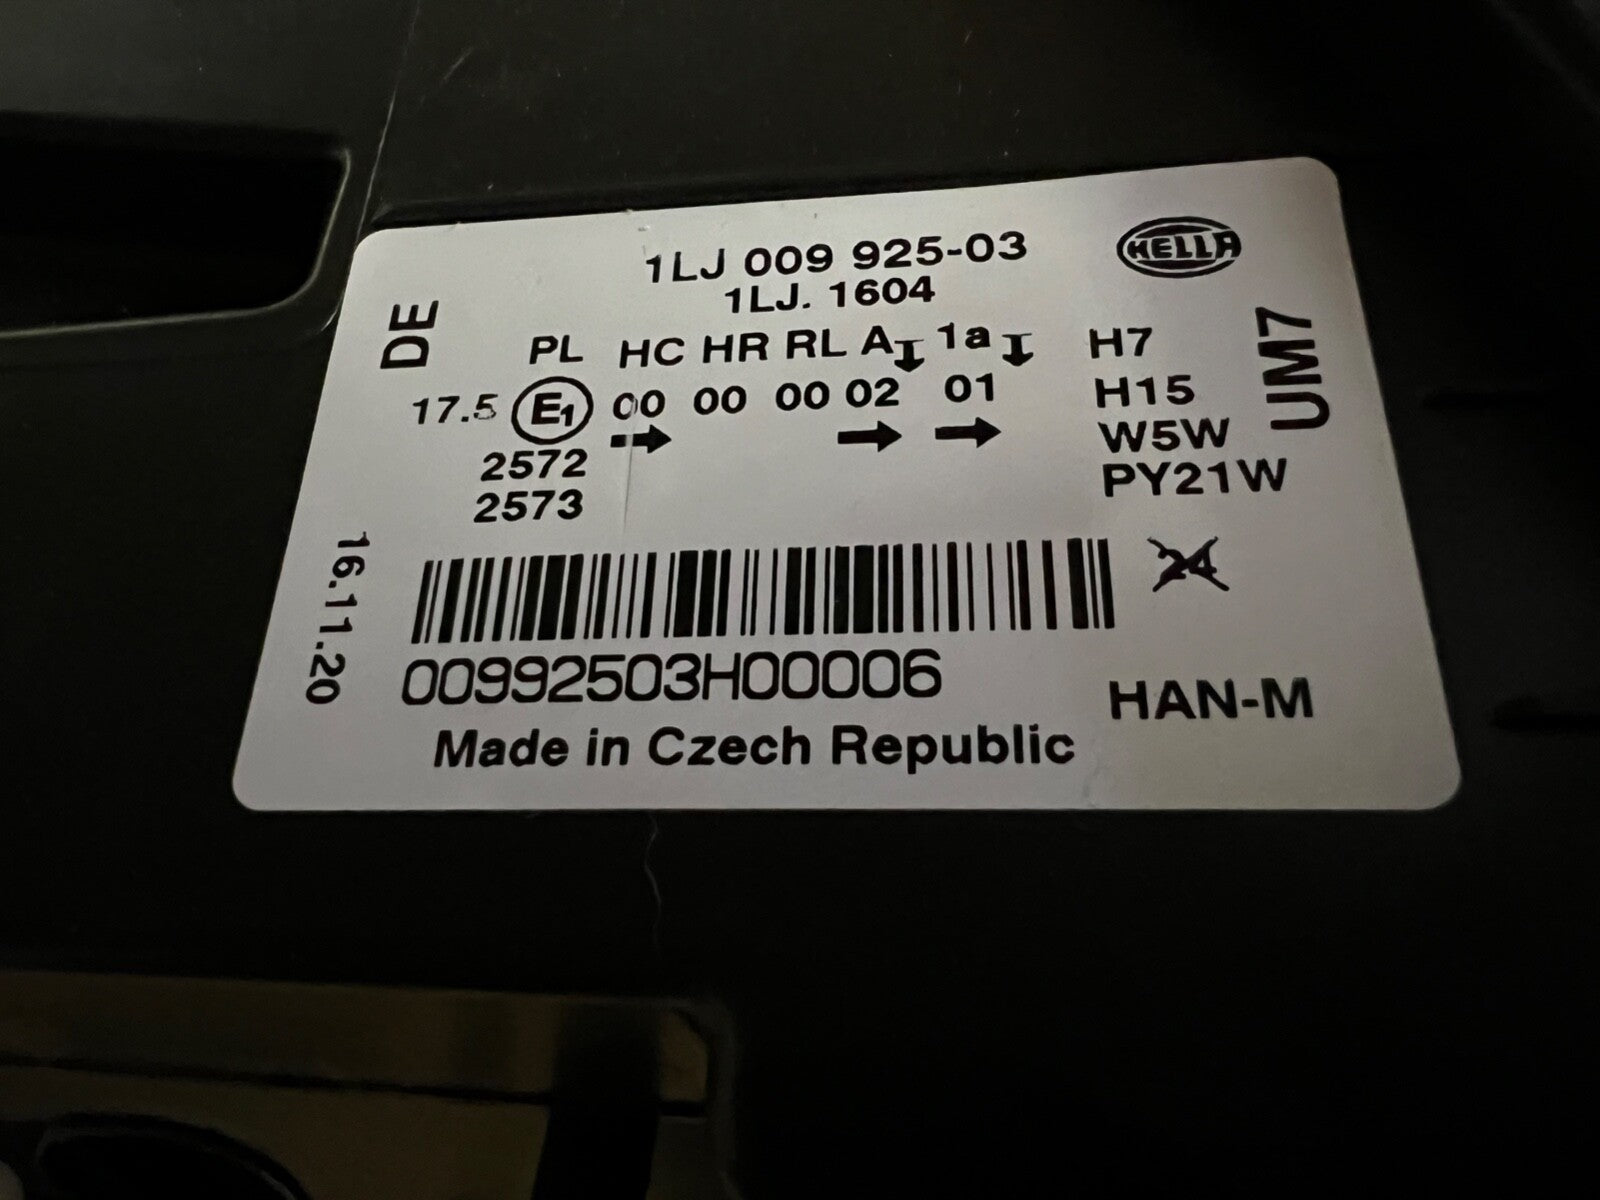 1LJ 009 925-03
HELLA
1LJ. 1604
DE
UM7
PL HC HR RL A 1a H7
17.5 E1 00 00 00 02 01 H15
W5W
2572
PY21W
2573
16.11.20
24
00992503H00006
HAN-M
Made in Czech Republic